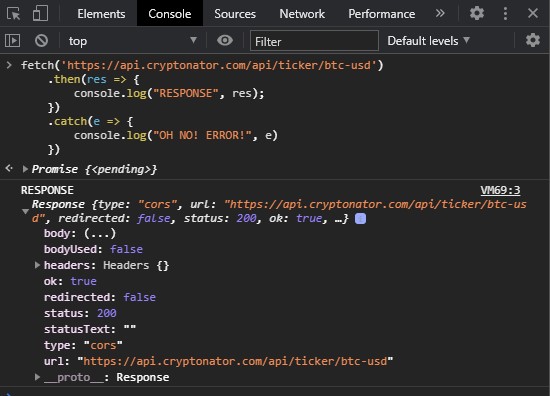 Elements Console Sources Network Performance »
top Filter Default levels
fetch('https://api.cryptonator.com/api/ticker/btc-usd')
.then(res => {
console.log("RESPONSE", res);
})
.catch(e => {
console.log("OH NO! ERROR!", e)
})
Promise {<pending>}
RESPONSE VM69:3
Response {type: "cors", url: "https://api.cryptonator.com/api/ticker/btc-us
d", redirected: false, status: 200, ok: true, …}
body: (...)
bodyUsed: false
headers: Headers {}
ok: true
redirected: false
status: 200
statusText: ""
type: "cors"
url: "https://api.cryptonator.com/api/ticker/btc-usd"
__proto__: Response